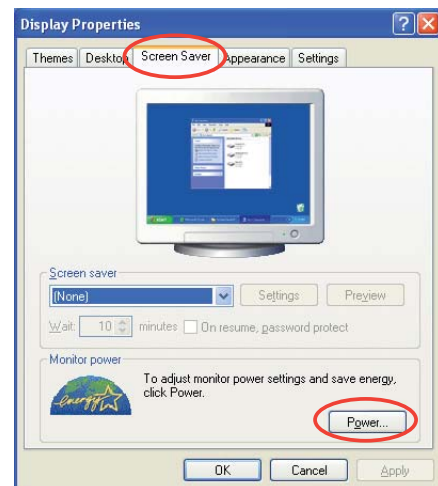 Display Properties
Themes Desktop Screen Saver Appearance Settings
Screen saver
(None) Settings Preview
Wait: 10 minutes On resume, password protect
Monitor power
To adjust monitor power settings and save energy,
click Power.
energy
Power...
OK Cancel Apply